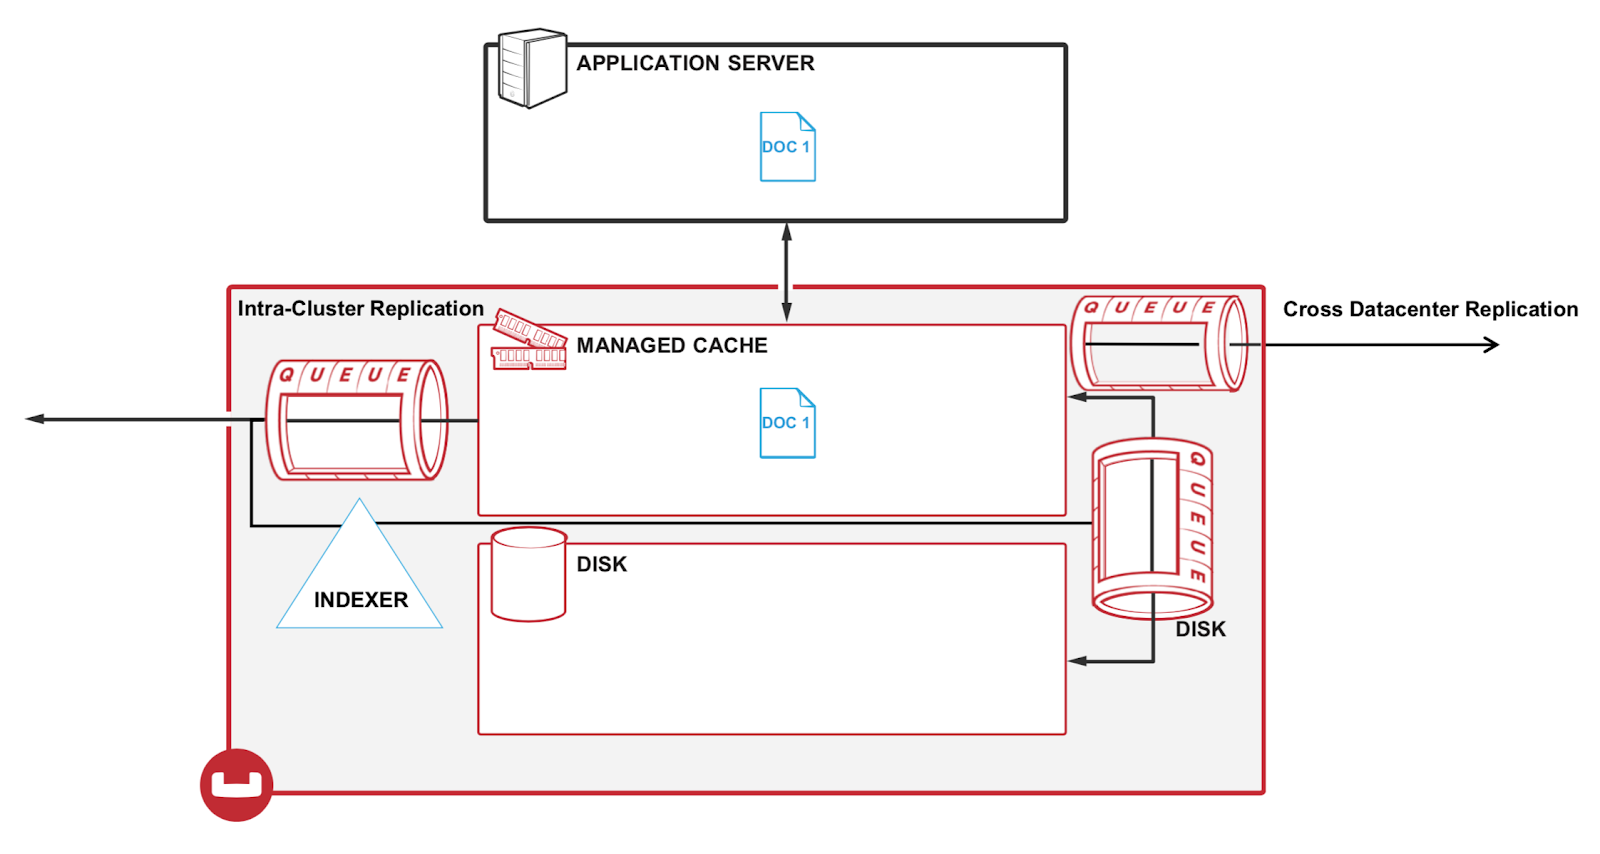 APPLICATION SERVER
DOC 1
Intra-Cluster Replication
QUEUE
Cross Datacenter Replication
MANAGED CACHE
QUEUE
DOC 1
QUEUE
DISK
INDEXER
DISK